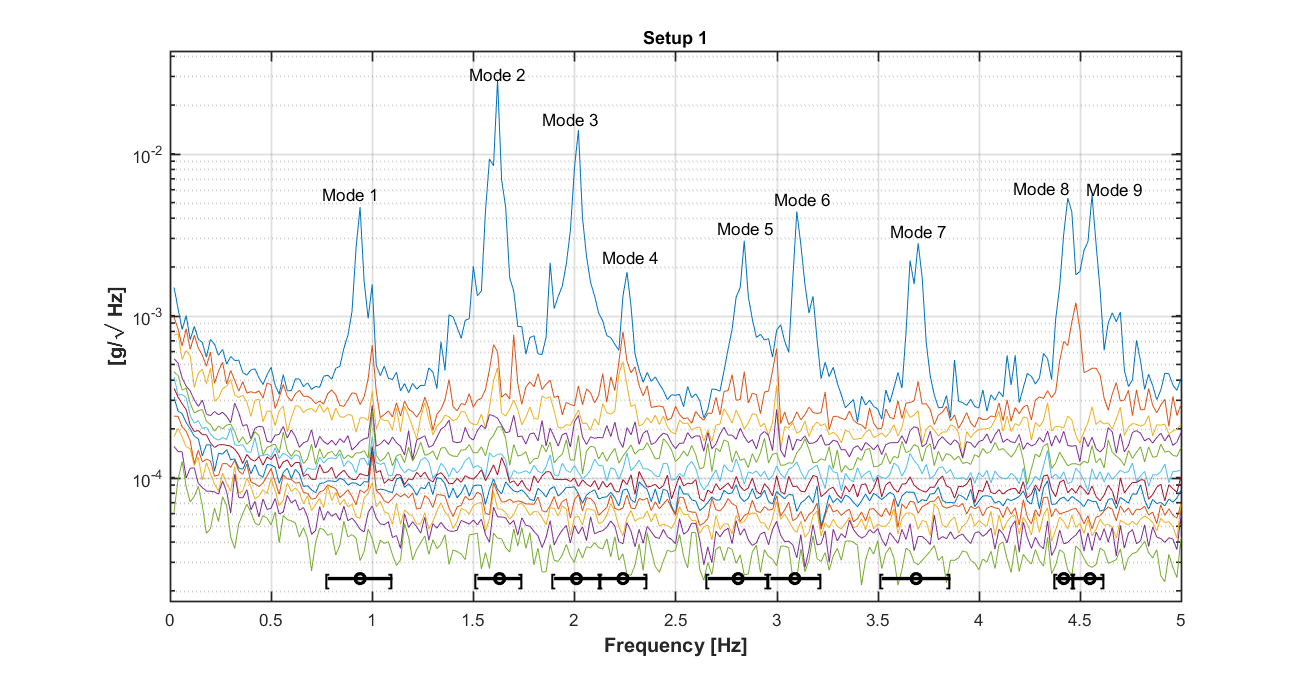 Setup 1
Mode 2
Mode 3
Mode 1
Mode 8
Mode 9
Mode 6
Mode 5
Mode 7
Mode 4
10-2
10-3
10-4
[g/√ Hz]
0
0.5
1
1.5
2
2.5
3
3.5
4
4.5
5
Frequency [Hz]